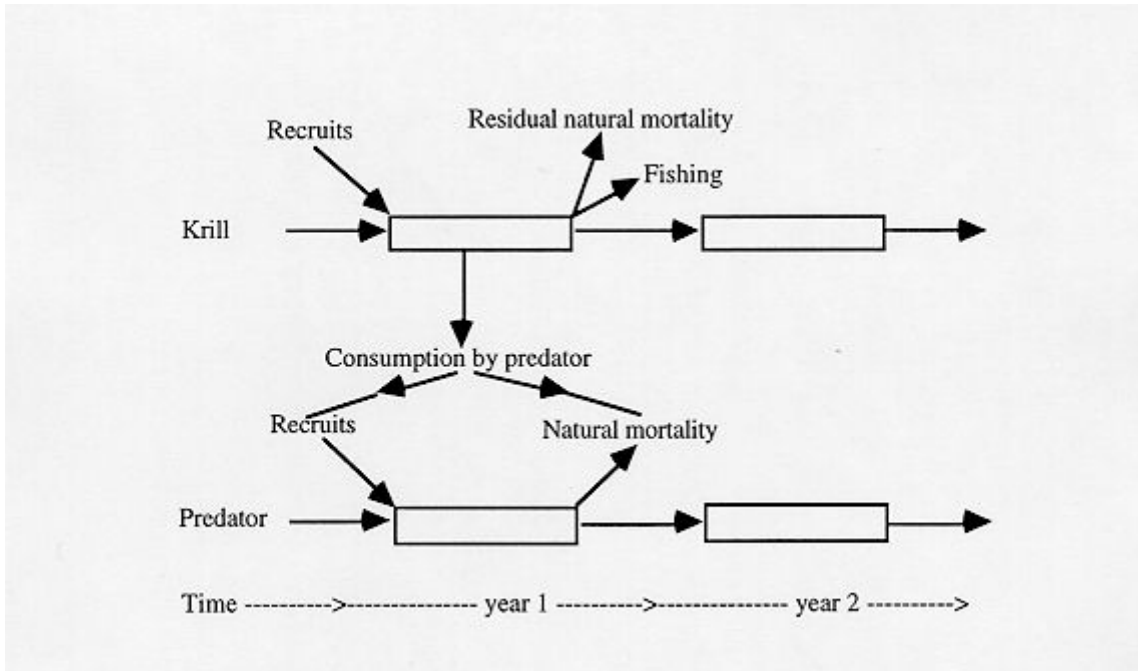 Residual natural mortality
Recruits
Fishing
Krill
Consumption by predator
Recruits
Natural mortality
Predator
Time ----------->-------------- year 1 ----------->--------------- year 2 ----------->